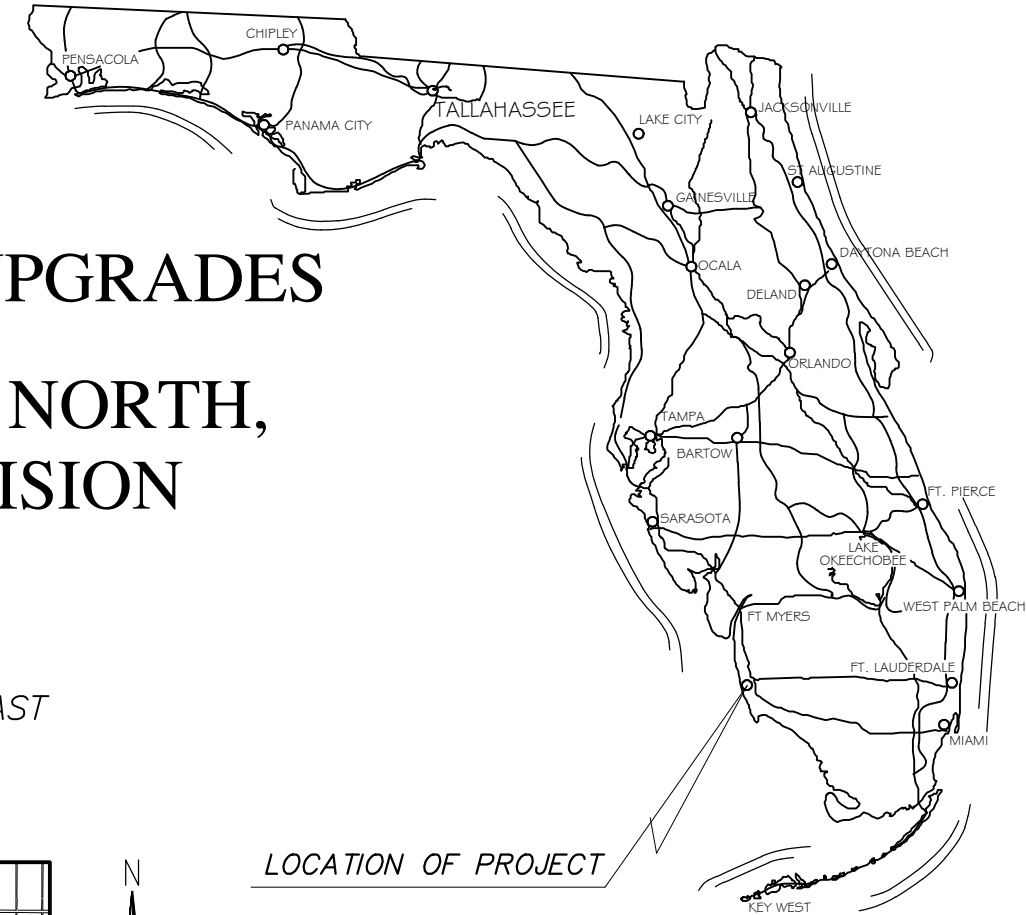 PENSACOLA
CHIPLEY
PANAMA CITY
TALLAHASSEE
LAKE CITY
JACKSONVILLE
ST AUGUSTINE
GAINESVILLE
DAYTONA BEACH
OCALA
DELAND
ORLANDO
UPGRADES
NORTH,
ISION
TAMPA
BARTOW
FT. PIERCE
SARASOTA
LAKE
OKEECHOBEE
WEST PALM BEACH
FT MYERS
FT. LAUDERDALE
AST
MIAMI
LOCATION OF PROJECT
N
KEY WEST